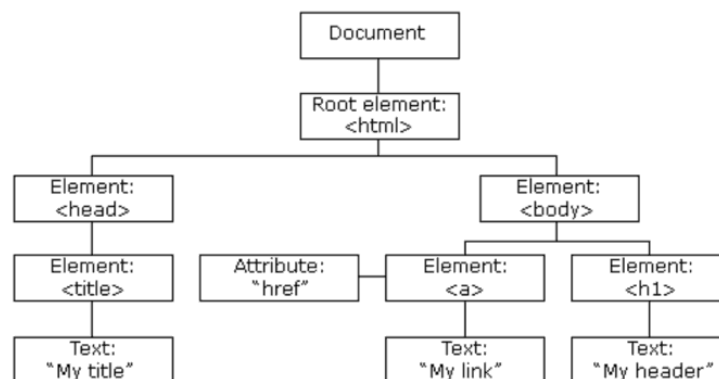 Document
Root element:
<html>
Element:
<head>
Element:
<body>
Element:
<title>
Attribute:
“href”
Element:
<a>
Element:
<h1>
Text:
“My title”
Text:
“My link”
Text:
“My header”